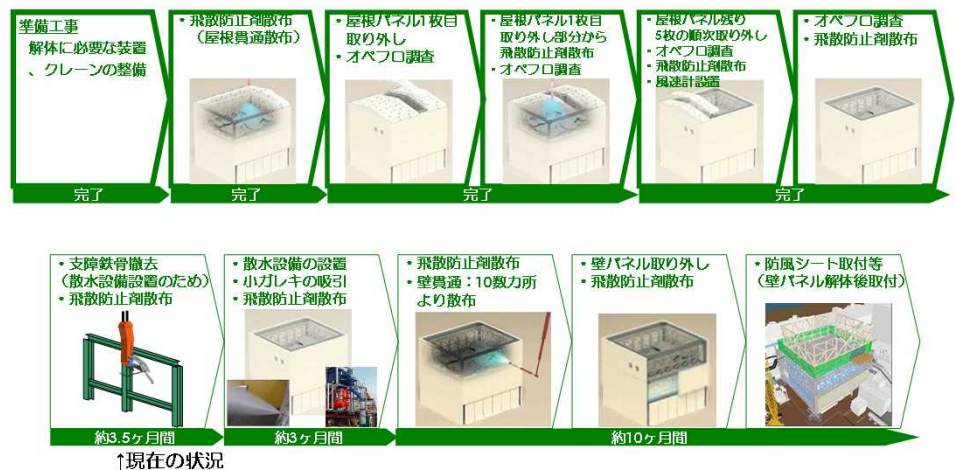 準備工事
解体に必要な装置
、クレーンの整備
・飛散防止剤散布
（屋根貫通散布）
・屋根パネル1枚目
取り外し
・オペフロ調査
・屋根パネル1枚目
取り外し部分から
飛散防止剤散布
・オペフロ調査
・屋根パネル残り
5枚の順次取り外し
・オペフロ調査
・飛散防止剤散布
・風速計設置
・オペフロ調査
・飛散防止剤散布
完了
完了
完了
完了
・支障鉄骨撤去
（散水設備設置のため）
・飛散防止剤散布
・散水設備の設置
・小ガレキの吸引
・飛散防止剤散布
・飛散防止剤散布
・壁貫通：10数カ所
より散布
・壁パネル取り外し
・飛散防止剤散布
・防風シート取付等
（壁パネル解体後取付）
約3.5ヶ月間
約3ヶ月間
約10ヶ月間
↑現在の状況